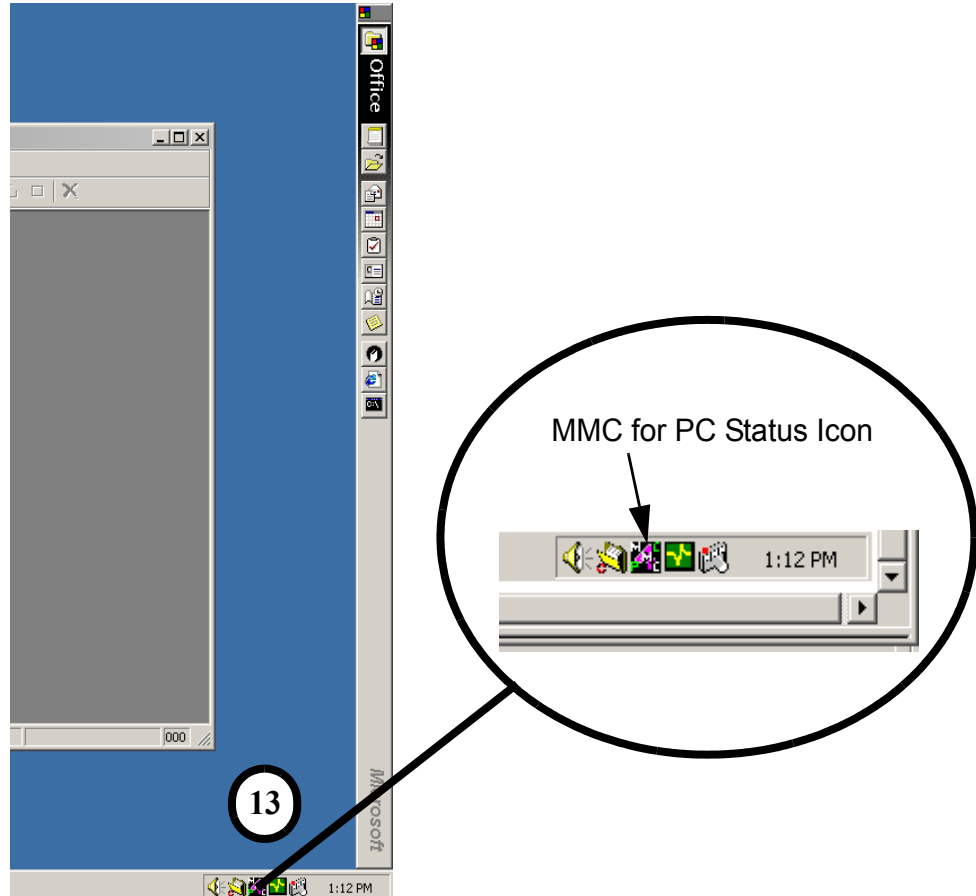 Office
C:\
000
Microsoft
13
1:12 PM
MMC for PC Status Icon
1:12 PM